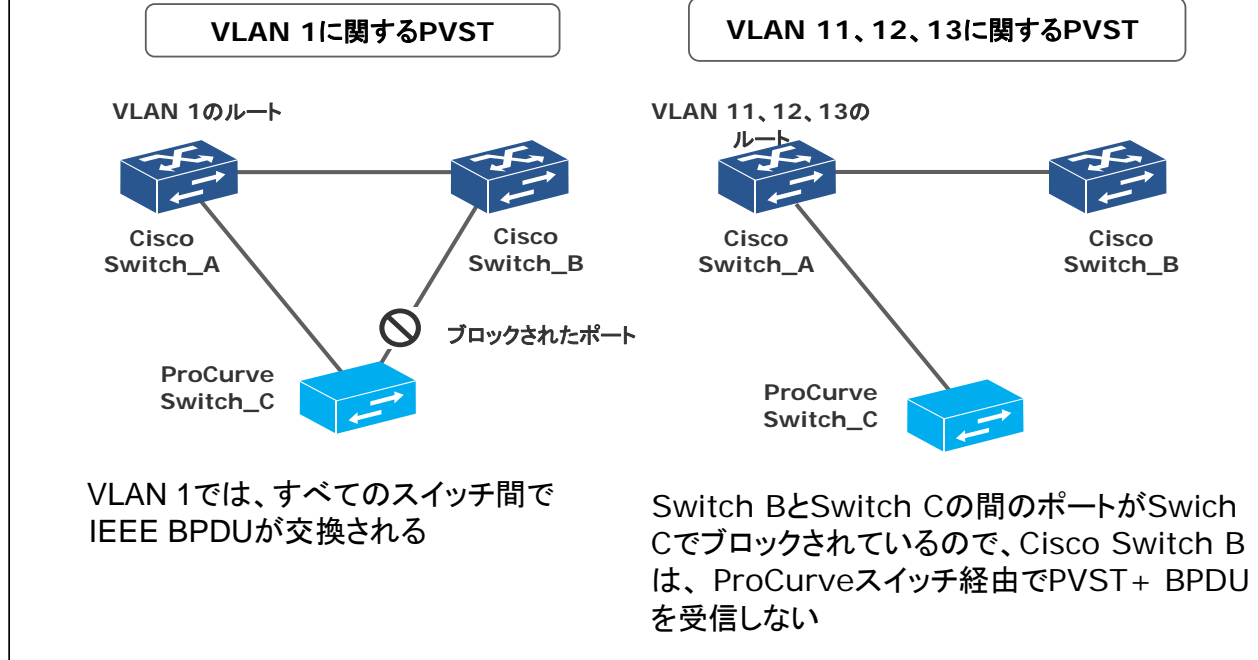 VLAN 1に関するPVST
VLAN 1のルート
Cisco
Switch_A
Cisco
Switch_B
ブロックされたポート
ProCurve
Switch_C
VLAN 1では、すべてのスイッチ間で
IEEE BPDUが交換される
VLAN 11、12、13に関するPVST
VLAN 11、12、13の
ルート
Cisco
Switch_A
Cisco
Switch_B
ProCurve
Switch_C
Switch BとSwitch Cの間のポートがSwich
Cでブロックされているので、Cisco Switch B
は、ProCurveスイッチ経由でPVST+ BPDU
を受信しない